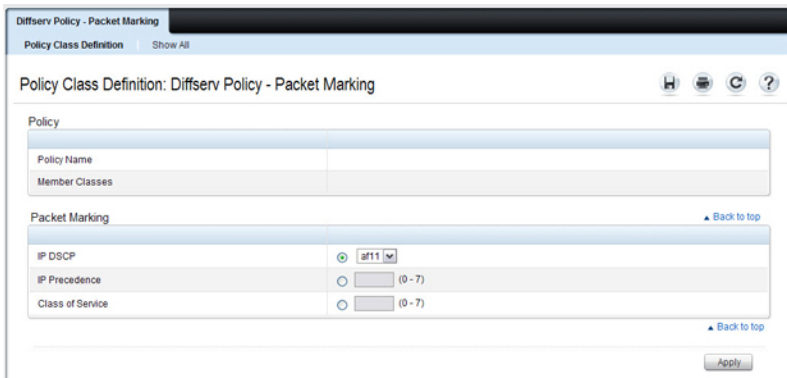 Diffserv Policy - Packet Marking
Policy Class Definition Show All
Policy Class Definition: Diffserv Policy - Packet Marking
?
Policy
Policy Name
Member Classes
Packet Marking
Back to top
IP DSCP af11
IP Precedence (0 - 7)
Class of Service (0 - 7)
Back to top
Apply